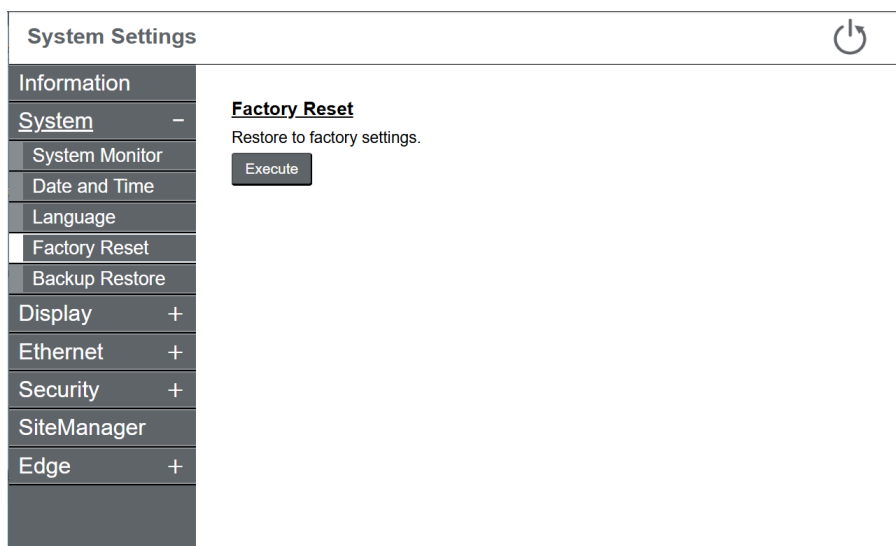 System Settings
Information
System −
System Monitor
Date and Time
Language
Factory Reset
Backup Restore
Display +
Ethernet +
Security +
SiteManager
Edge +
Factory Reset
Restore to factory settings.
Execute